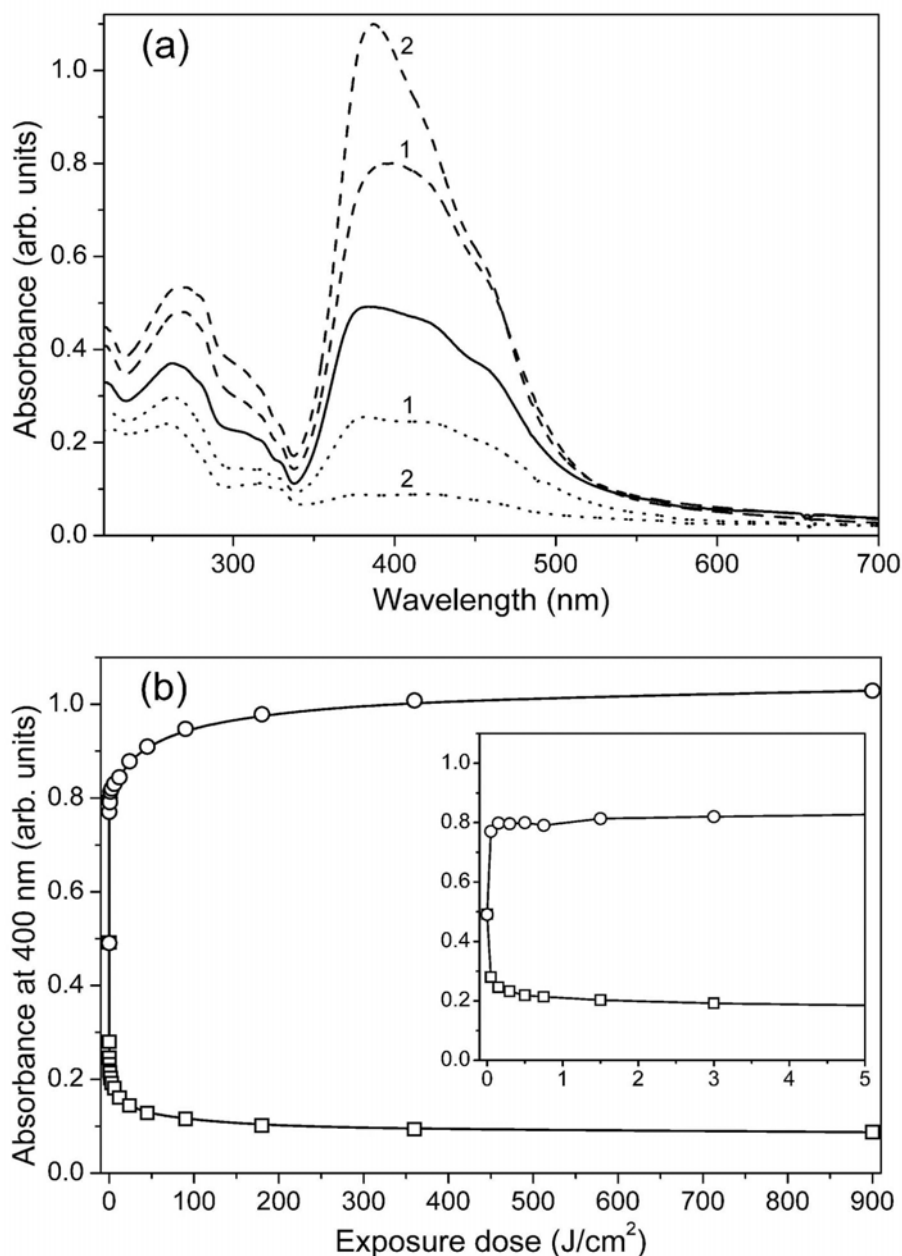 (a)
2
1
1
2
Absorbance (arb. units)
1.0
0.8
0.6
0.4
0.2
0.0
300 400 500 600 700
Wavelength (nm)
(b)
Absorbance at 400 nm (arb. units)
1.0
0.8
0.6
0.4
0.2
0.0
1.0
0.8
0.6
0.4
0.2
0.0
0 1 2 3 4 5
0 100 200 300 400 500 600 700 800 900
Exposure dose (J/cm²)